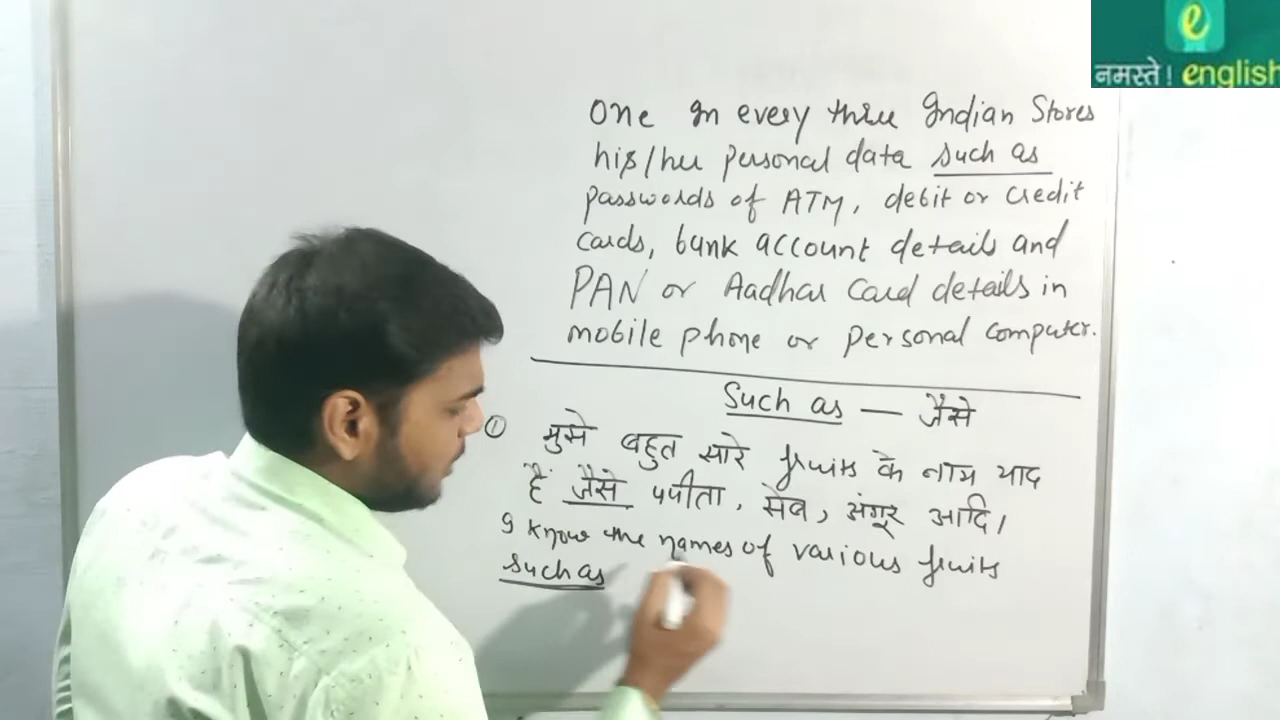 e
नमस्ते! english
One In every three Indian Stores
his/her personal data such as
passwords of ATM, debit or credit
cards, bank account details and
PAN or Aadhar Card details in
mobile phone or personal computer.
Such as — जैसे
① मुझे बहुत सारे fruits के नाम याद
हैं जैसे पपीता, सेब, अंगूर आदि।
I know the names of various fruits
such as